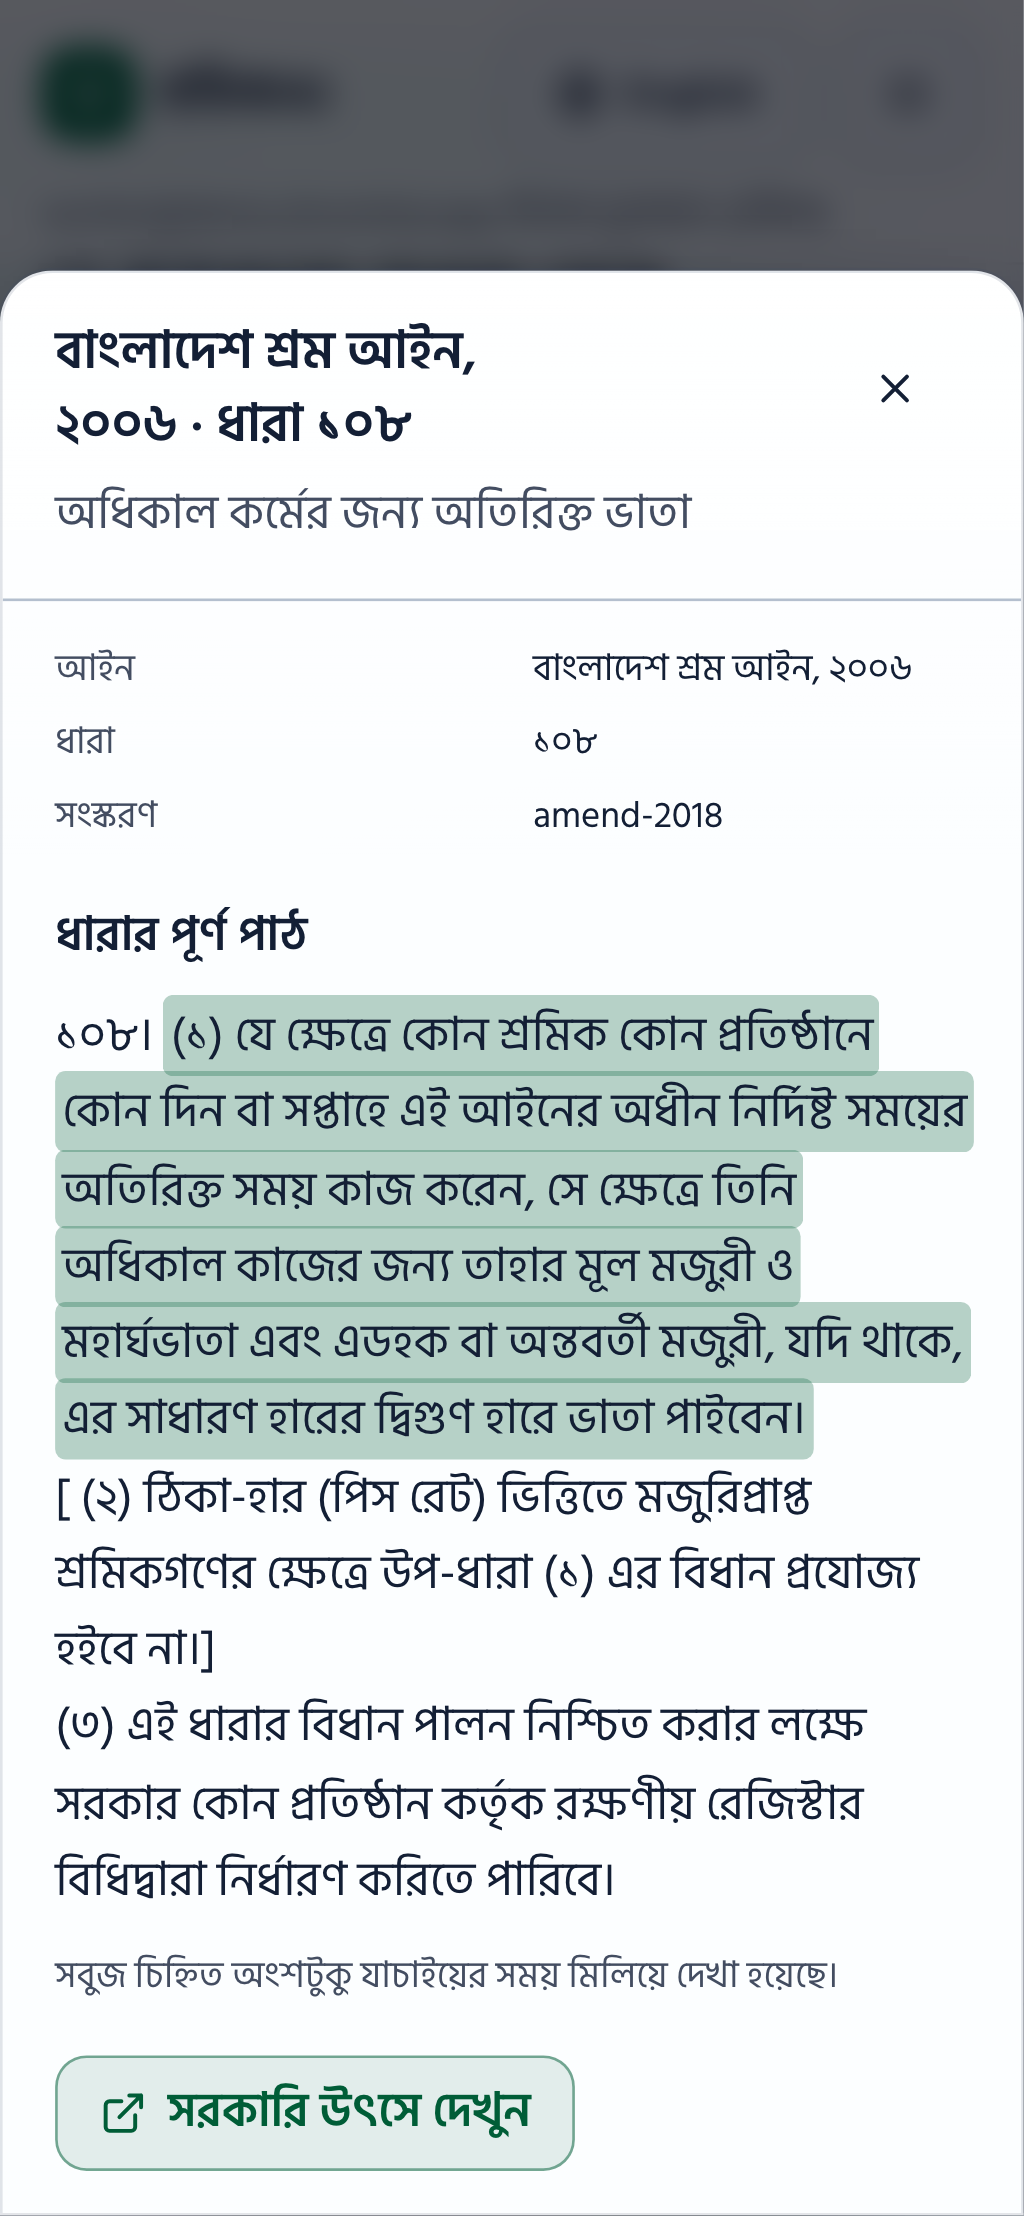 বাংলাদেশ শ্রম আইন,
২০০৬ · ধারা ১০৮
অধিকাল কর্মের জন্য অতিরিক্ত ভাতা
আইন
বাংলাদেশ শ্রম আইন, ২০০৬
ধারা
১০৮
সংস্করণ
amend-2018
ধারার পূর্ণ পাঠ
১০৮। (১) যে ক্ষেত্রে কোন শ্রমিক কোন প্রতিষ্ঠানে
কোন দিন বা সপ্তাহে এই আইনের অধীন নির্দিষ্ট সময়ের
অতিরিক্ত সময় কাজ করেন, সে ক্ষেত্রে তিনি
অধিকাল কাজের জন্য তাহার মূল মজুরী ও
মহার্ঘভাতা এবং এডহক বা অন্তবর্তী মজুরী, যদি থাকে,
এর সাধারণ হারের দ্বিগুণ হারে ভাতা পাইবেন।
[ (২) ঠিকা-হার (পিস রেট) ভিত্তিতে মজুরিপ্রাপ্ত
শ্রমিকগণের ক্ষেত্রে উপ-ধারা (১) এর বিধান প্রযোজ্য
হইবে না।]
(৩) এই ধারার বিধান পালন নিশ্চিত করার লক্ষে
সরকার কোন প্রতিষ্ঠান কর্তৃক রক্ষণীয় রেজিস্টার
বিধিদ্বারা নির্ধারণ করিতে পারিবে।
সবুজ চিহ্নিত অংশটুকু যাচাইয়ের সময় মিলিয়ে দেখা হয়েছে।
সরকারি উৎসে দেখুন